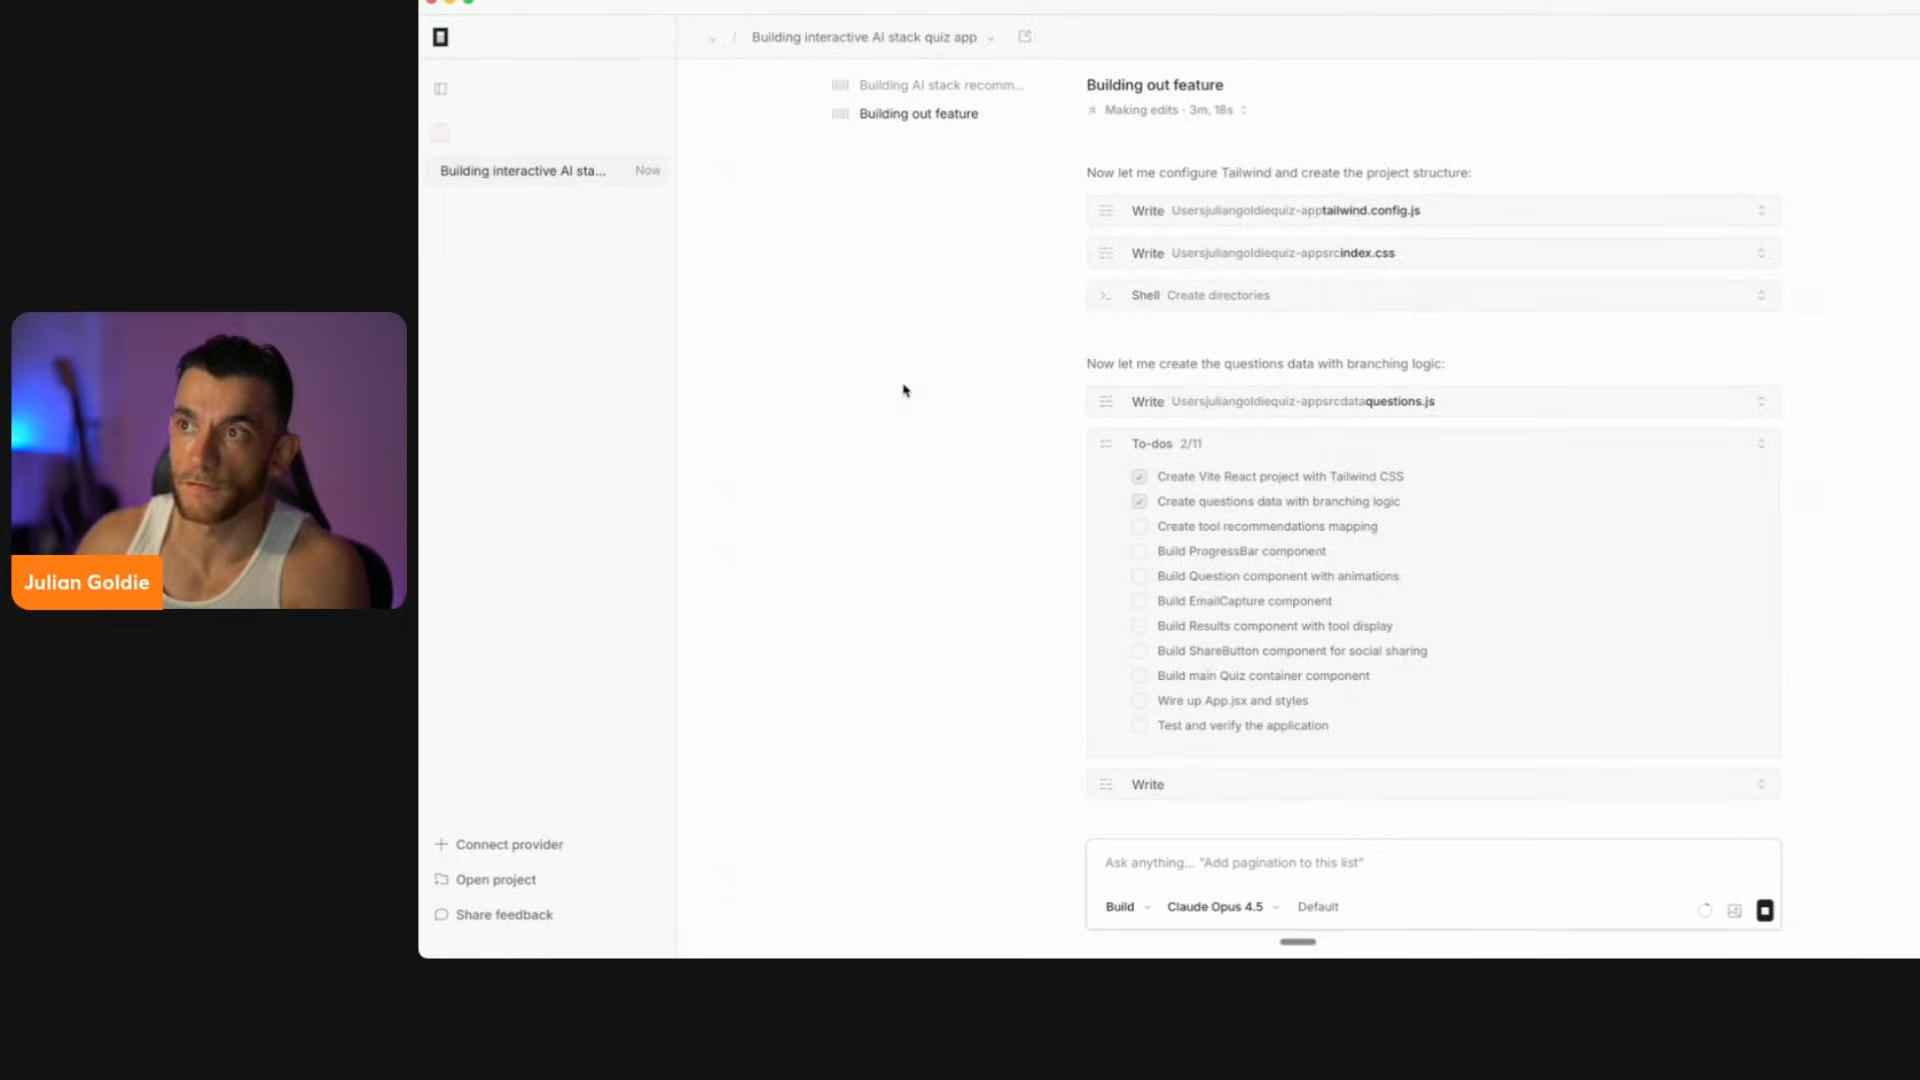 Building interactive AI stack quiz app
Building AI stack recomm...
Building out feature
Building interactive AI sta...
Now
Building out feature
Making edits · 3m, 18s
Now let me configure Tailwind and create the project structure:
Write Usersjuliangoldiequiz-apptailwind.config.js
Write Usersjuliangoldiequiz-appsrcindex.css
Shell Create directories
Now let me create the questions data with branching logic:
Write Usersjuliangoldiequiz-appsrcdataquestions.js
To-dos 2/11
Create Vite React project with Tailwind CSS
Create questions data with branching logic
Create tool recommendations mapping
Build ProgressBar component
Build Question component with animations
Build EmailCapture component
Build Results component with tool display
Build ShareButton component for social sharing
Build main Quiz container component
Wire up App.jsx and styles
Test and verify the application
Write
Ask anything... "Add pagination to this list"
Build
Claude Opus 4.5
Default
Connect provider
Open project
Share feedback
Julian Goldie